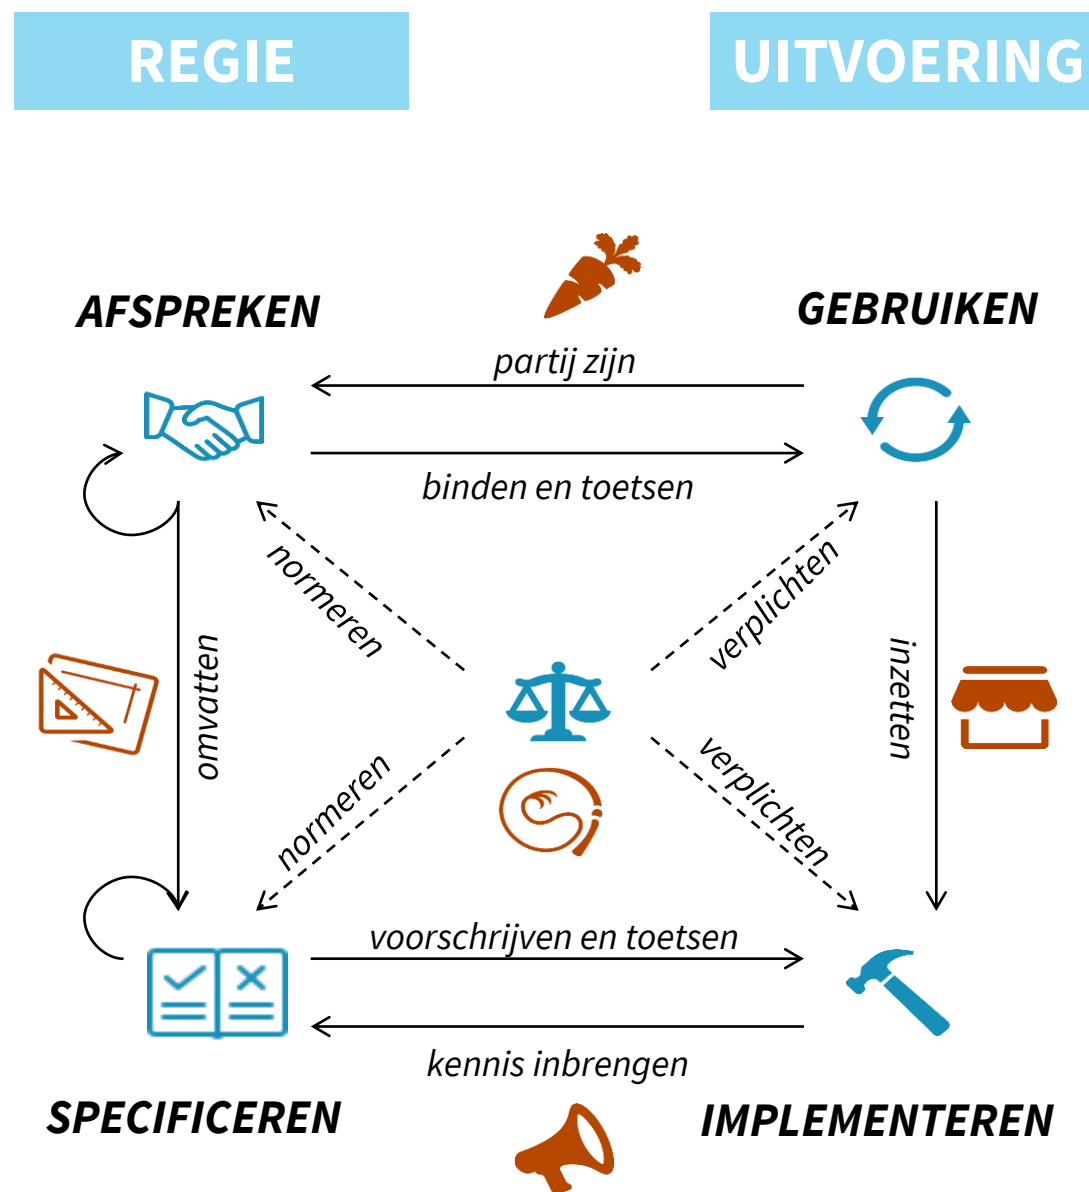 REGIE
UITVOERING
AFSPREKEN
GEBRUIKEN
partij zijn
binden en toetsen
normeren
verplichten
omvatten
inzetten
normeren
verplichten
voorschrijven en toetsen
kennis inbrengen
SPECIFICEREN
IMPLEMENTEREN